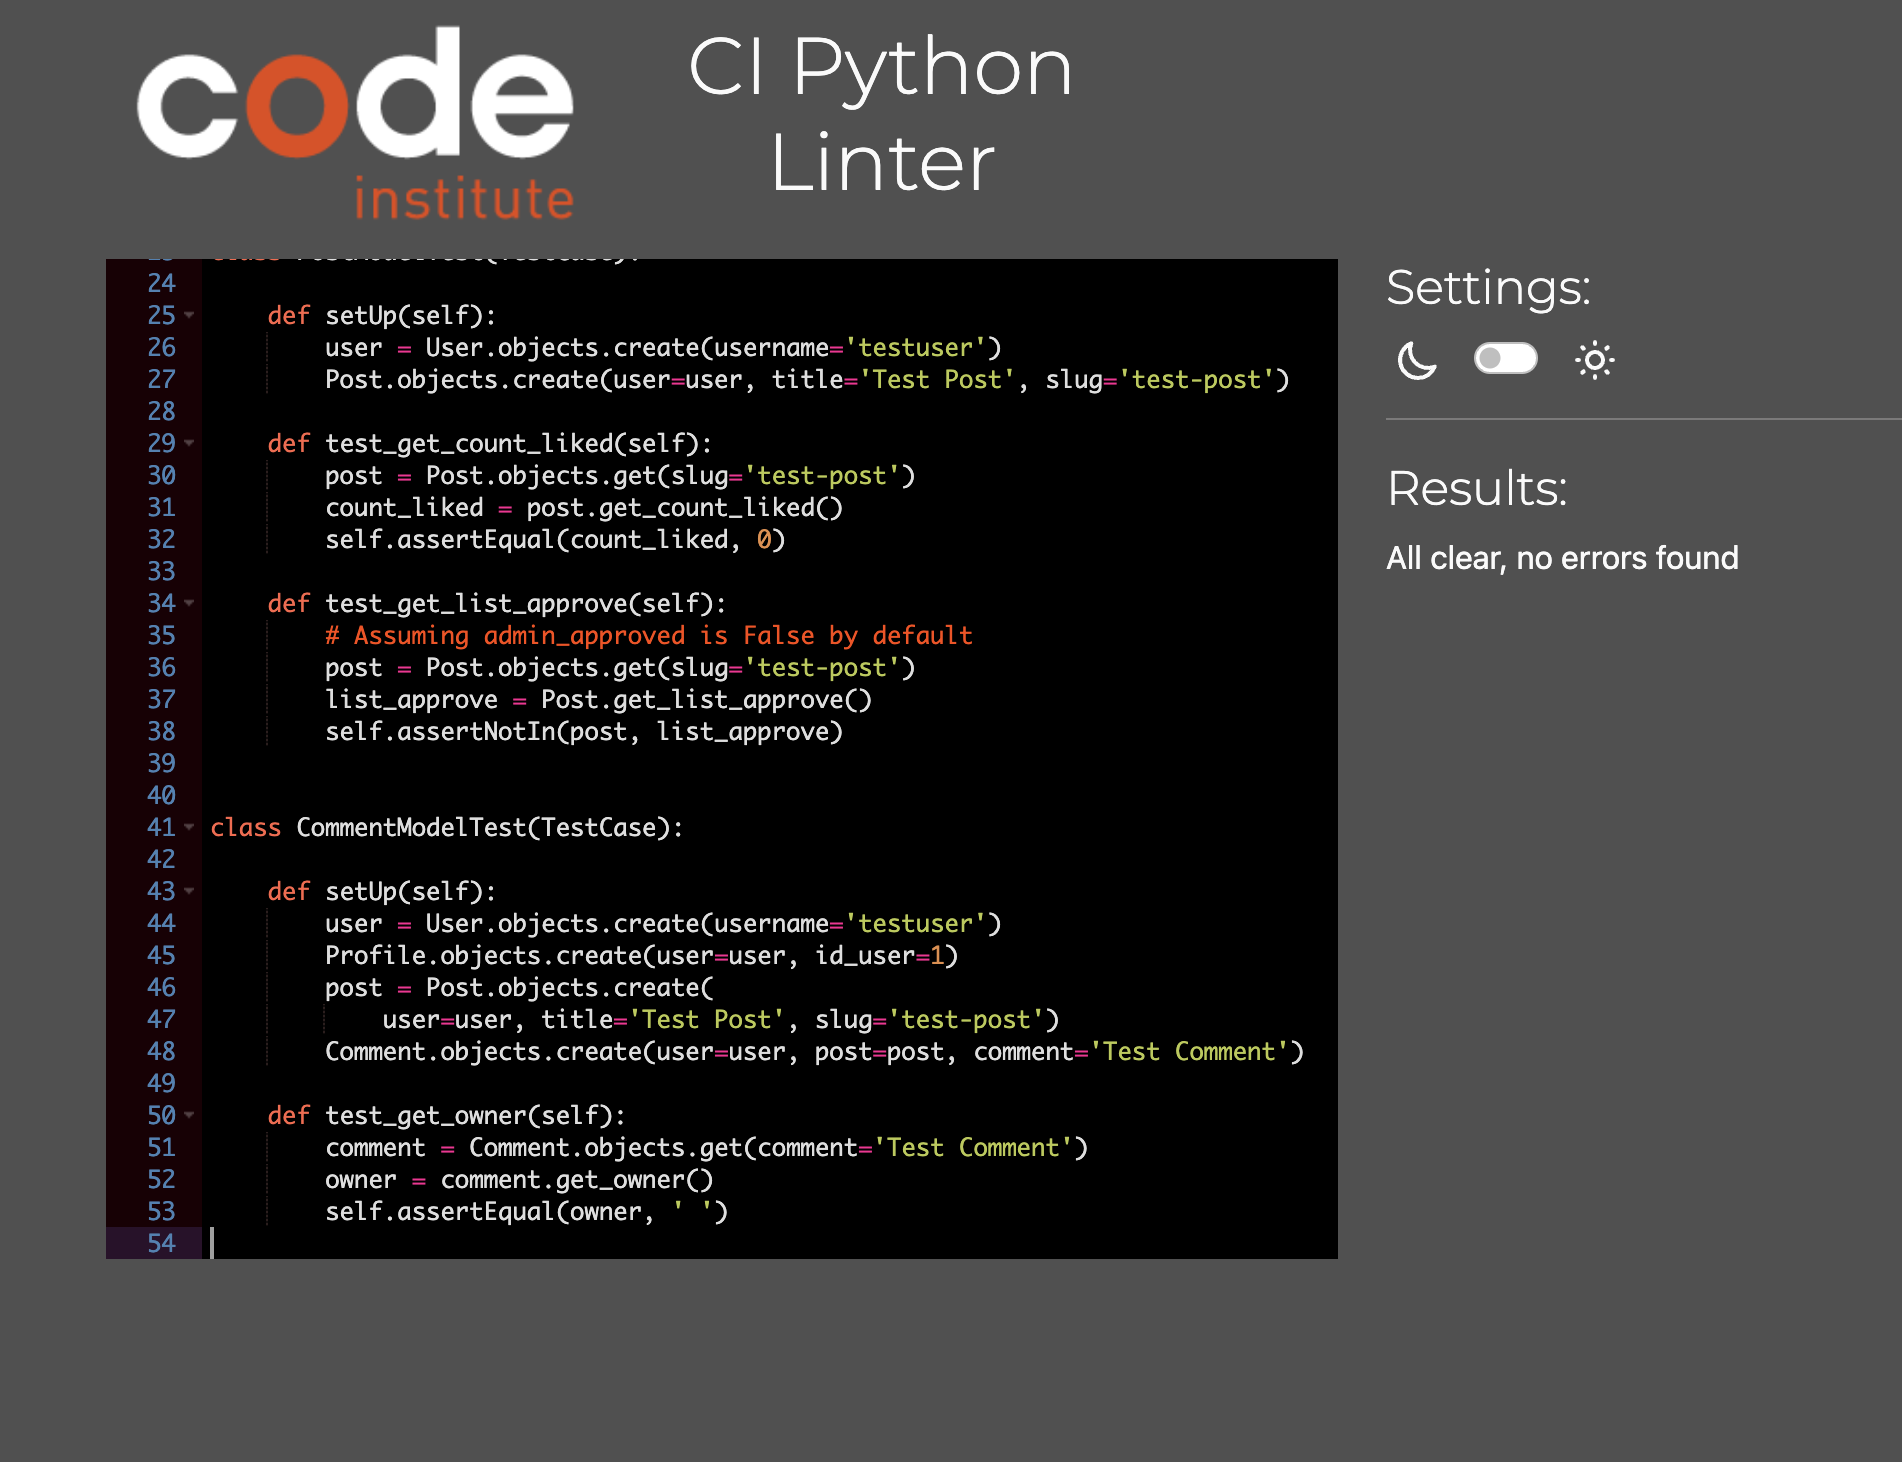 code
institute
CI Python
Linter
24
25 def setUp(self):
26 user = User.objects.create(username='testuser')
27 Post.objects.create(user=user, title='Test Post', slug='test-post')
28
29 def test_get_count_liked(self):
30 post = Post.objects.get(slug='test-post')
31 count_liked = post.get_count_liked()
32 self.assertEqual(count_liked, 0)
33
34 def test_get_list_approve(self):
35 # Assuming admin_approved is False by default
36 post = Post.objects.get(slug='test-post')
37 list_approve = Post.get_list_approve()
38 self.assertNotIn(post, list_approve)
39
40
41 class CommentModelTest(TestCase):
42
43 def setUp(self):
44 user = User.objects.create(username='testuser')
45 Profile.objects.create(user=user, id_user=1)
46 post = Post.objects.create(
47 user=user, title='Test Post', slug='test-post')
48 Comment.objects.create(user=user, post=post, comment='Test Comment')
49
50 def test_get_owner(self):
51 comment = Comment.objects.get(comment='Test Comment')
52 owner = comment.get_owner()
53 self.assertEqual(owner, ' ')
54
Settings:
Results:
All clear, no errors found